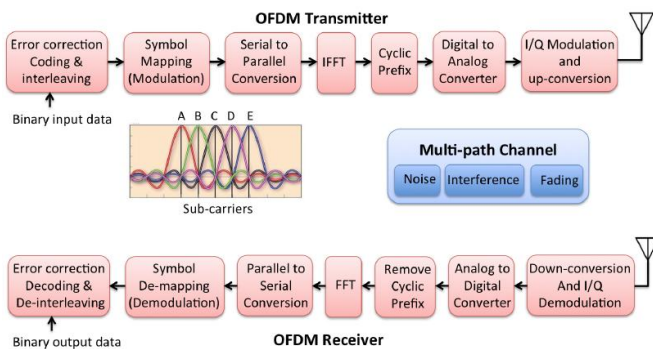 OFDM Transmitter
Error correction
Coding &
interleaving
Symbol
Mapping
(Modulation)
Serial to
Parallel
Conversion
IFFT
Cyclic
Prefix
Digital to
Analog
Converter
I/Q Modulation
and
up-conversion
Binary input data
A B C D E
Sub-carriers
Multi-path Channel
Noise
Interference
Fading
Error correction
Decoding &
De-interleaving
Symbol
De-mapping
(Demodulation)
Parallel to
Serial
Conversion
FFT
Remove
Cyclic
Prefix
Analog to
Digital
Converter
Down-conversion
And I/Q
Demodulation
Binary output data
OFDM Receiver